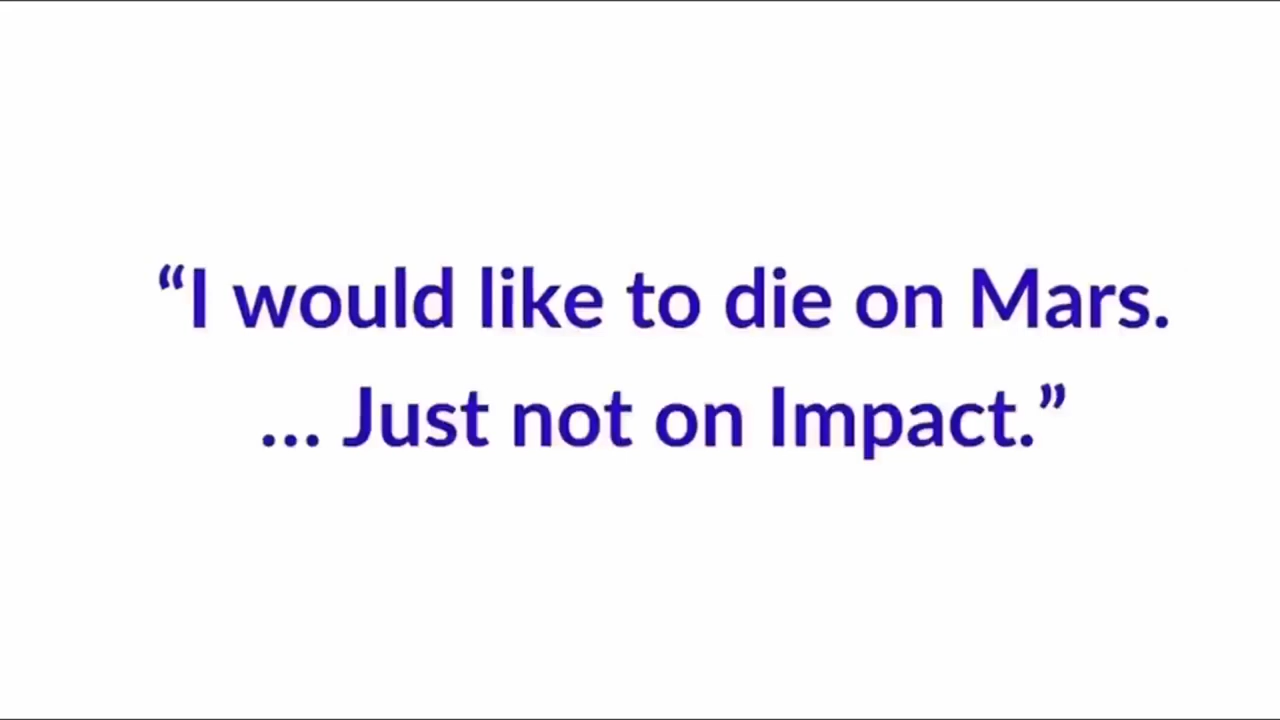 “I would like to die on Mars.
... Just not on Impact.”